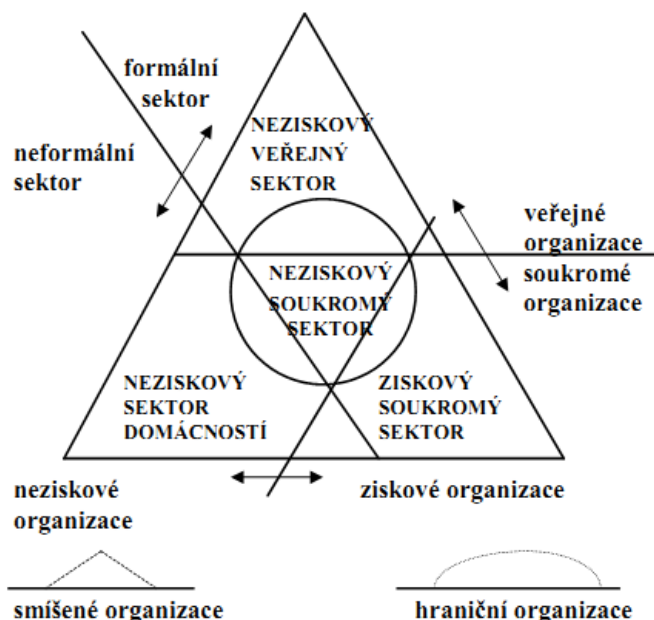 formální
sektor
neformální
sektor
NEZISKOVÝ
VEŘEJNÝ
SEKTOR
veřejné
organizace
soukromé
organizace
NEZISKOVÝ
SOUKROMÝ
SEKTOR
NEZISKOVÝ
SEKTOR
DOMÁCNOSTÍ
ZISKOVÝ
SOUKROMÝ
SEKTOR
neziskové
organizace
ziskové organizace
smíšené organizace
hraniční organizace